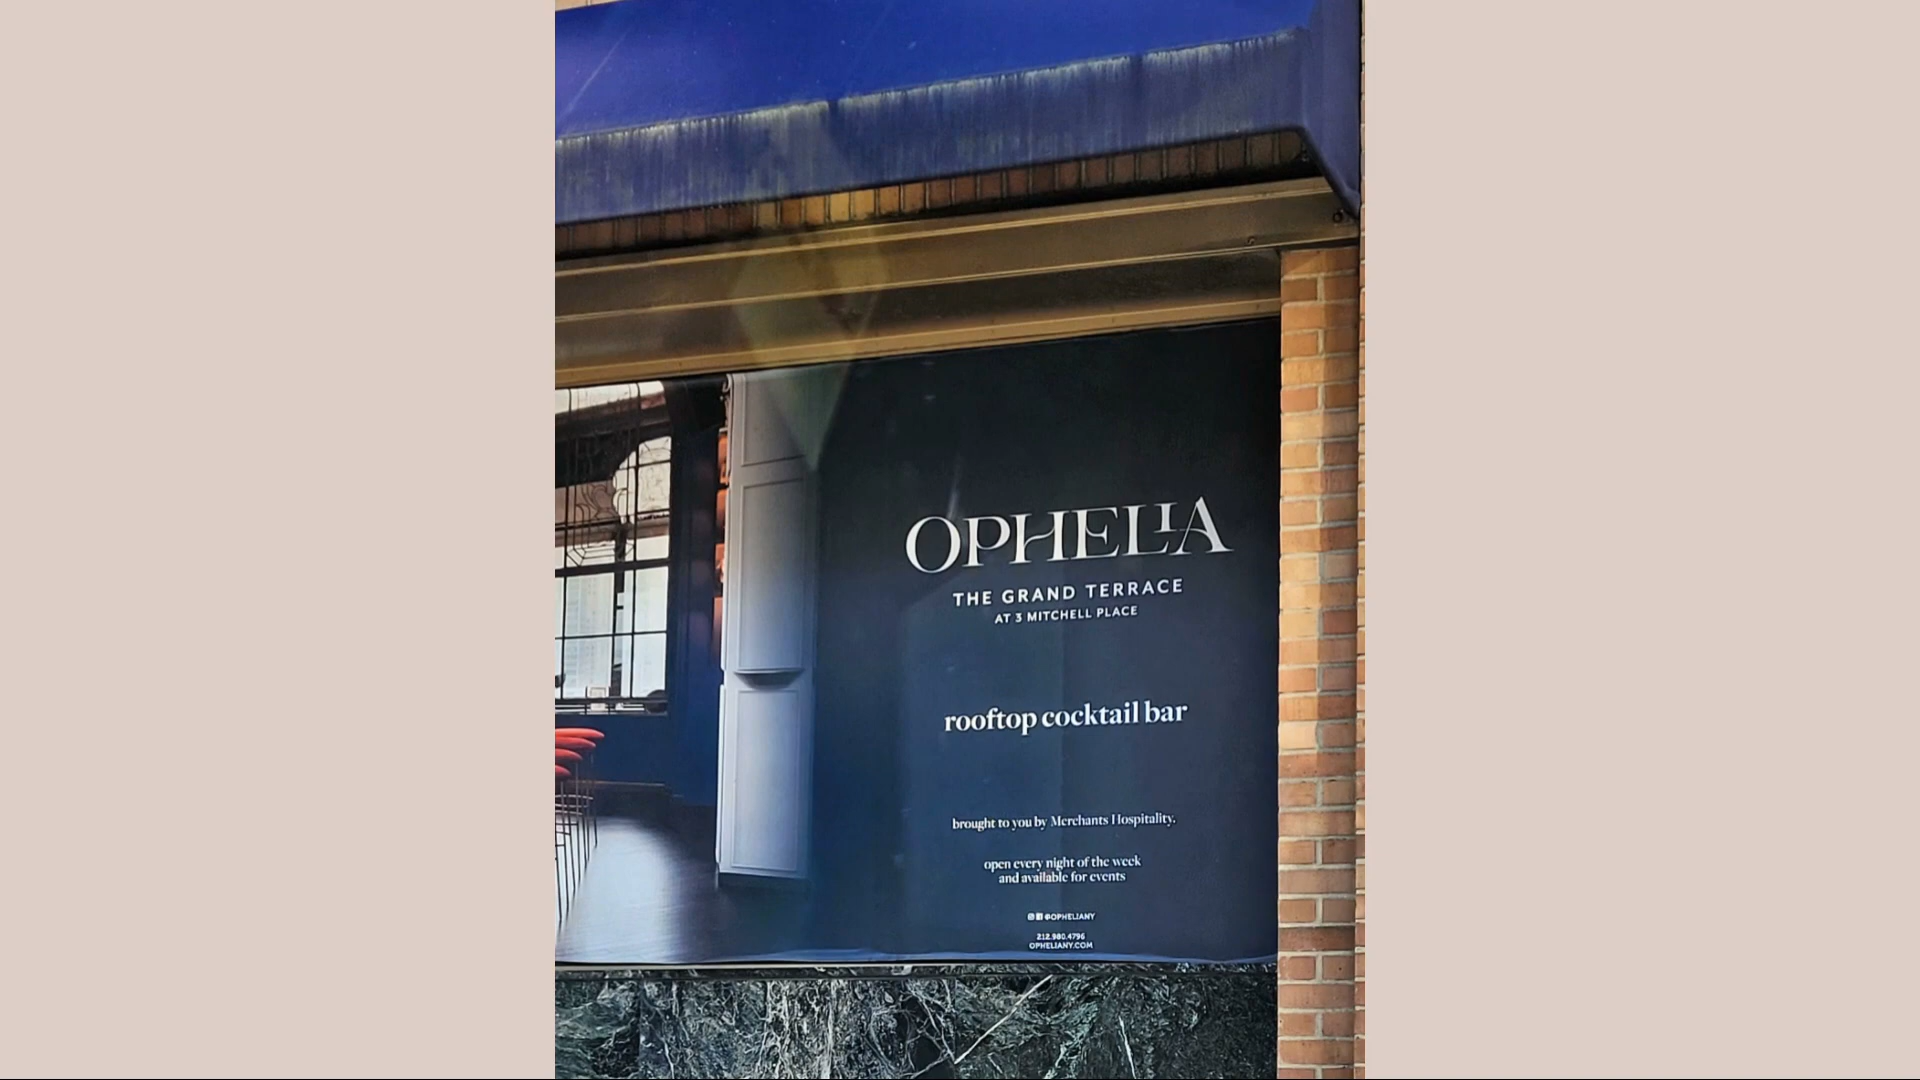 OPHELIA
THE GRAND TERRACE
AT 3 MITCHELL PLACE
rooftop cocktail bar
brought to you by Merchants Hospitality.
open every night of the week
and available for events
@OPHELIANY
212.980.4796
OPHELIANY.COM